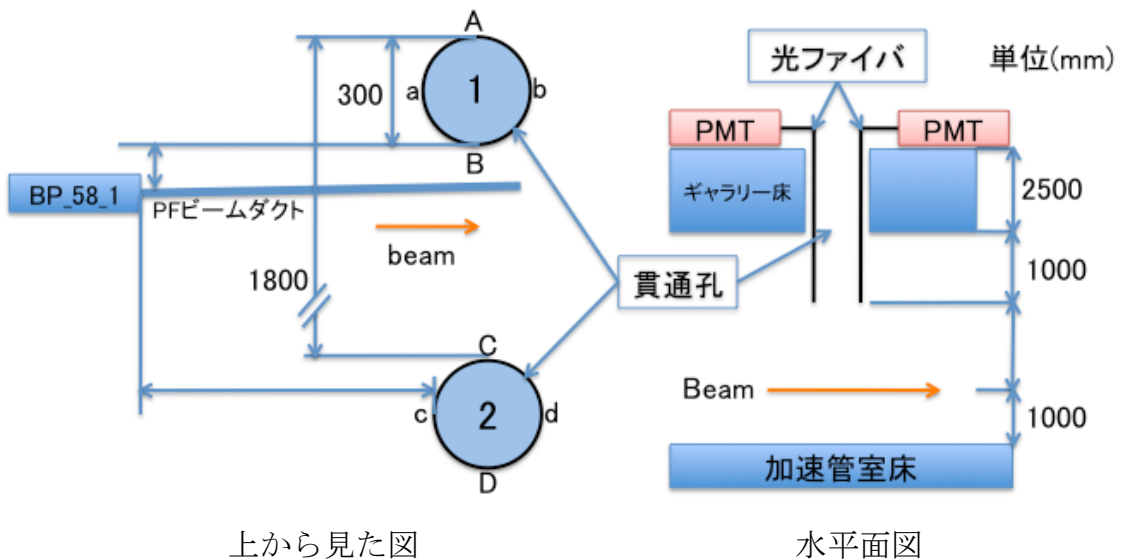 A
300
a
1
b
B
BP_58_1
PFビームダクト
beam
1800
C
c
2
d
D
上から見た図
光ファイバ
単位(mm)
PMT
PMT
ギャラリー床
2500
貫通孔
1000
Beam
1000
加速管室床
水平面図